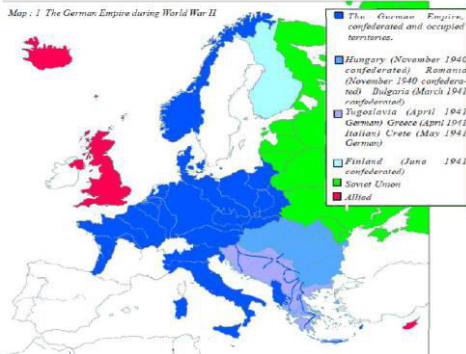 Map : 1 The German Empire during World War II
The German Empire,
confederated and occupied
territories.
Hungary (November 1940
confederated) Romania
(November 1940 confedera-
ted) Bulgaria (March 1941
confederated)
Yugoslavia (April 1941
German) Greece (April 1941
Italian) Crete (May 1941
German)
Finland (June 1941
confederated)
Soviet Union
Allied